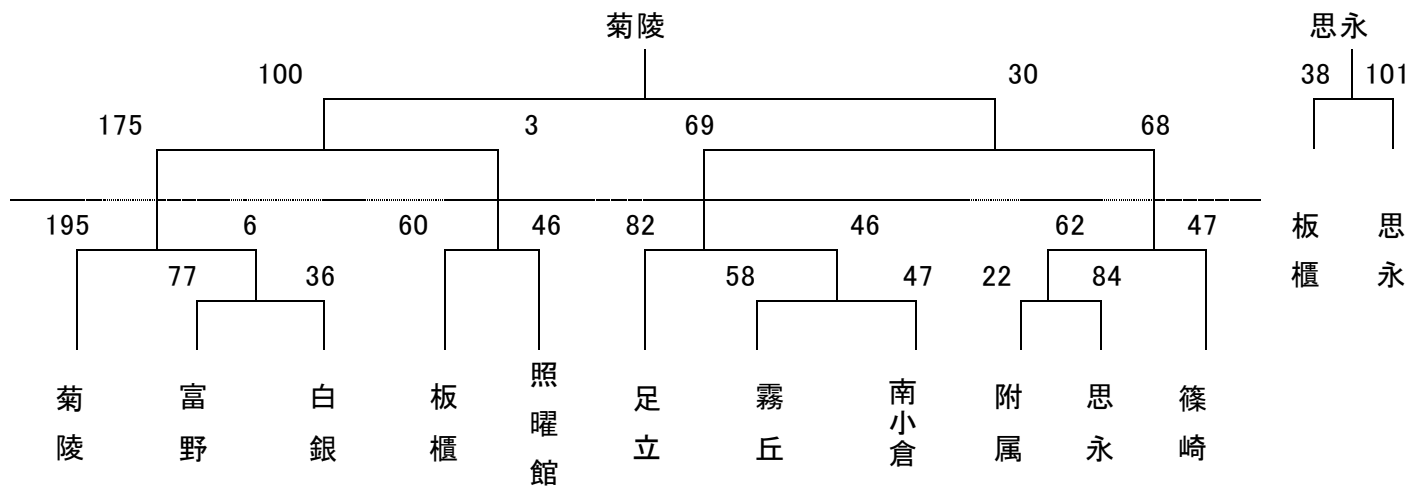 菊陵 思永
100 30 38 101
175 3 69 68
195 6 60 46 82 46 62 47 板櫃 思永
77 36 58 47 22 84
菊陵 富野 白銀 板櫃 照曜館 足立 霧丘 南小倉 附属 思永 篠崎